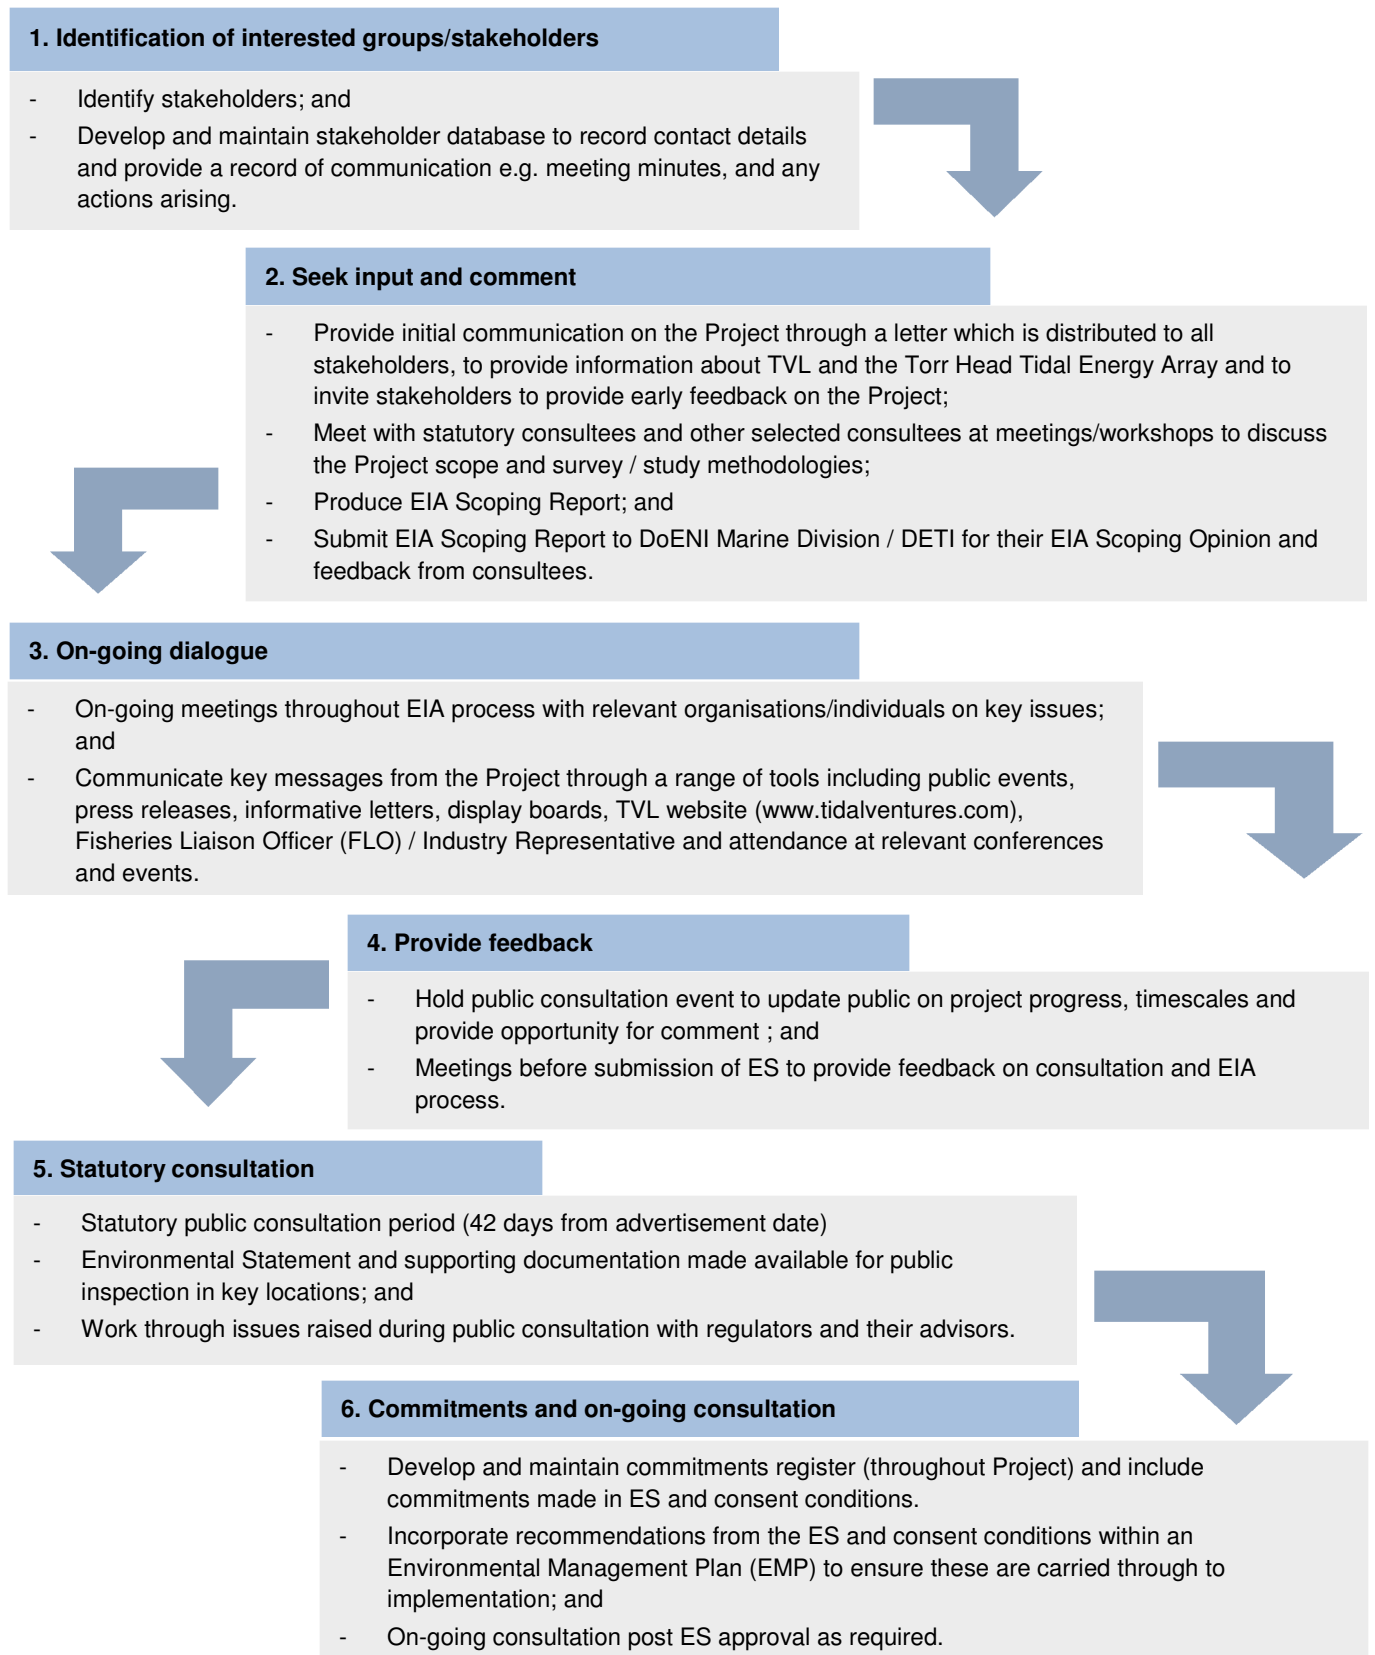 1. Identification of interested groups/stakeholders
- Identify stakeholders; and
- Develop and maintain stakeholder database to record contact details
and provide a record of communication e.g. meeting minutes, and any
actions arising.
2. Seek input and comment
- Provide initial communication on the Project through a letter which is distributed to all
stakeholders, to provide information about TVL and the Torr Head Tidal Energy Array and to
invite stakeholders to provide early feedback on the Project;
- Meet with statutory consultees and other selected consultees at meetings/workshops to discuss
the Project scope and survey / study methodologies;
- Produce EIA Scoping Report; and
- Submit EIA Scoping Report to DoENI Marine Division / DETI for their EIA Scoping Opinion and
feedback from consultees.
3. On-going dialogue
- On-going meetings throughout EIA process with relevant organisations/individuals on key issues;
and
- Communicate key messages from the Project through a range of tools including public events,
press releases, informative letters, display boards, TVL website (www.tidalventures.com),
Fisheries Liaison Officer (FLO) / Industry Representative and attendance at relevant conferences
and events.
4. Provide feedback
- Hold public consultation event to update public on project progress, timescales and
provide opportunity for comment ; and
- Meetings before submission of ES to provide feedback on consultation and EIA
process.
5. Statutory consultation
- Statutory public consultation period (42 days from advertisement date)
- Environmental Statement and supporting documentation made available for public
inspection in key locations; and
- Work through issues raised during public consultation with regulators and their advisors.
6. Commitments and on-going consultation
- Develop and maintain commitments register (throughout Project) and include
commitments made in ES and consent conditions.
- Incorporate recommendations from the ES and consent conditions within an
Environmental Management Plan (EMP) to ensure these are carried through to
implementation; and
- On-going consultation post ES approval as required.